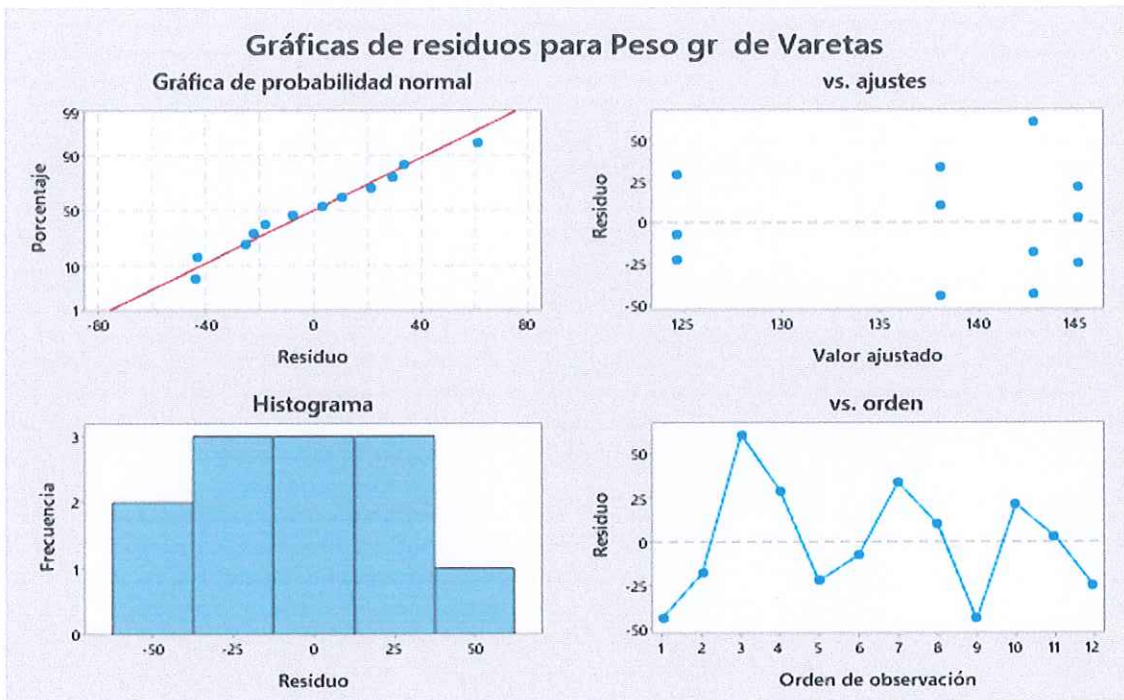 Gráficas de residuos para Peso gr de Varetas
Gráfica de probabilidad normal
99
90
50
10
1
Porcentaje
-80 -40 0 40 80
Residuo
vs. ajustes
50
25
0
-25
-50
Residuo
125 130 135 140 145
Valor ajustado
Histograma
3
2
1
0
Frecuencia
-50 -25 0 25 50
Residuo
vs. orden
50
25
0
-25
-50
Residuo
1 2 3 4 5 6 7 8 9 10 11 12
Orden de observación